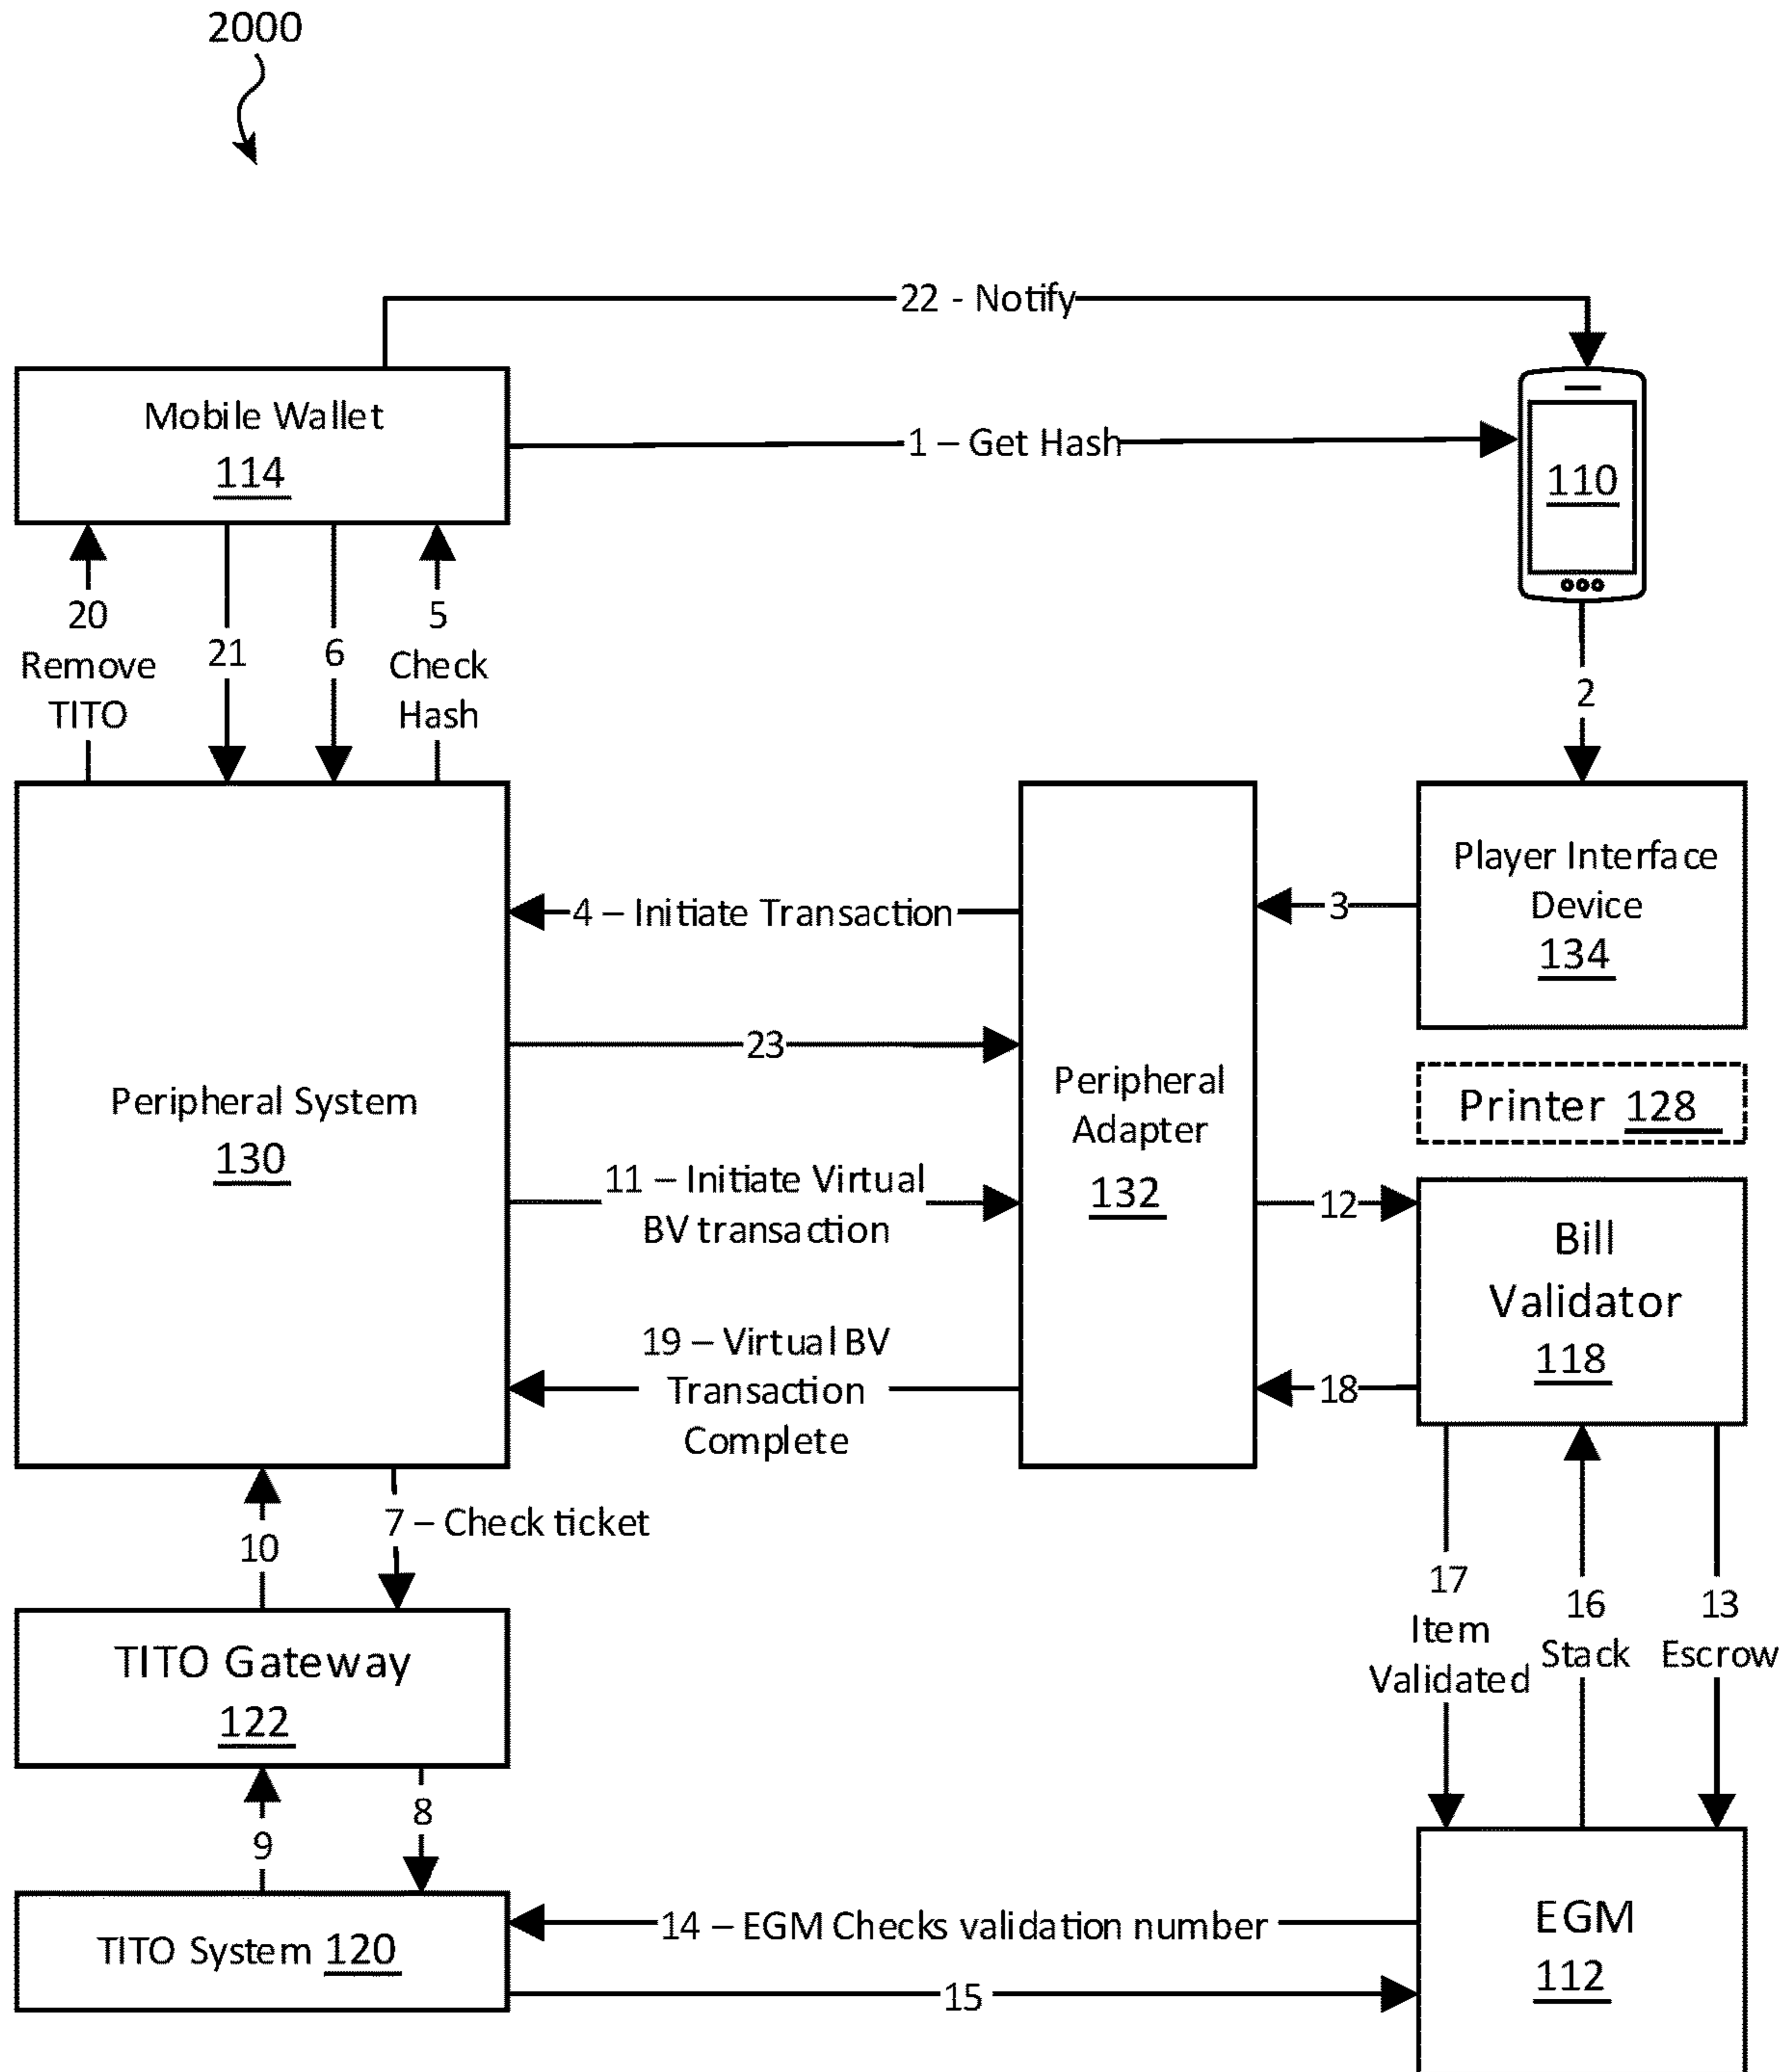 2000
22 - Notify
Mobile Wallet
114
1 – Get Hash
110
20
Remove
TITO
21
6
5
Check
Hash
2
Peripheral System
130
4 – Initiate Transaction
23
11 – Initiate Virtual
BV transaction
19 – Virtual BV
Transaction
Complete
Peripheral
Adapter
132
3
Player Interface
Device
134
Printer 128
12
Bill
Validator
118
18
10
7 – Check ticket
17
Item
Validated
16
Stack
13
Escrow
TITO Gateway
122
9
8
TITO System 120
14 – EGM Checks validation number
15
EGM
112